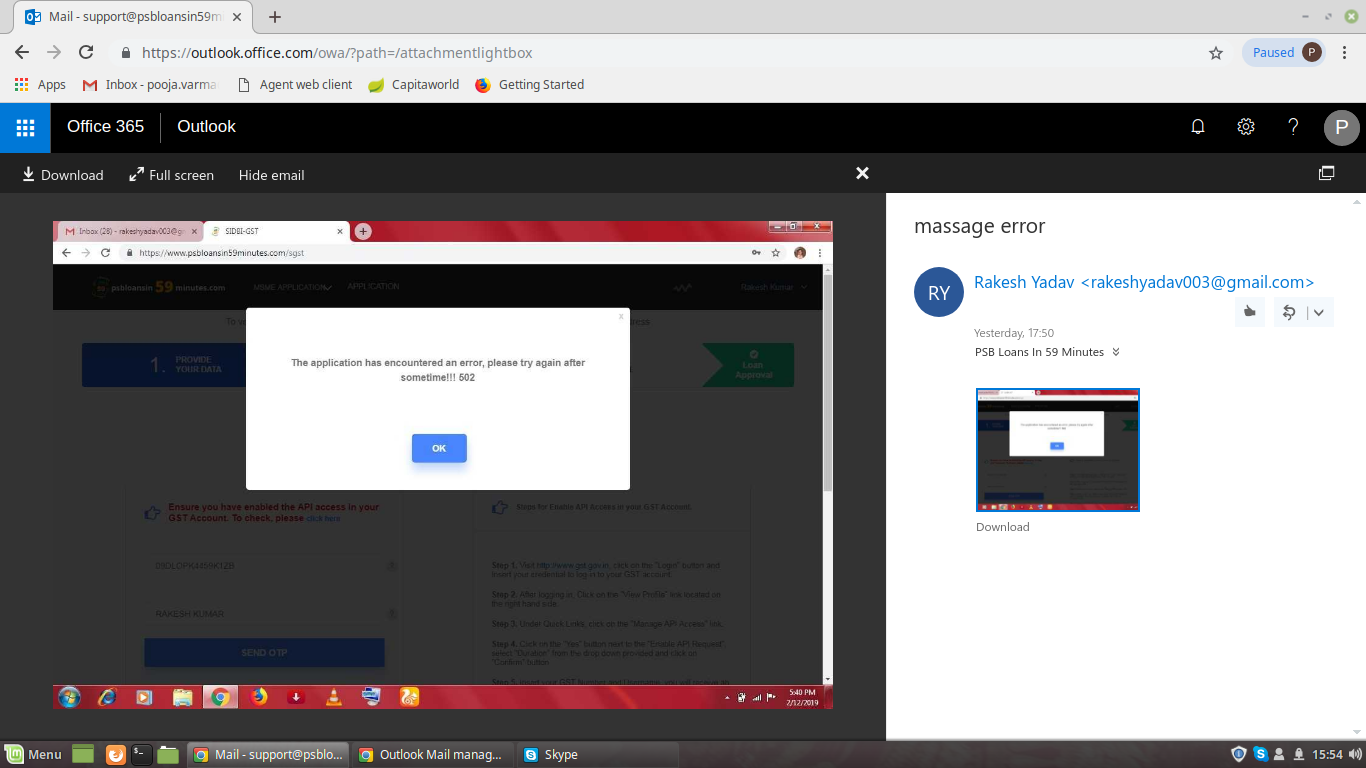 Mail - support@psbloansin59m
https://outlook.office.com/owa/?path=/attachmentlightbox
Paused P
Apps Inbox - pooja.varma Agent web client Capitaworld Getting Started
Office 365 Outlook
P
Download Full screen Hide email
massage error
RY
Rakesh Yadav <rakeshyadav003@gmail.com>
Yesterday, 17:50
PSB Loans In 59 Minutes
Download
Inbox (28) - rakeshyadav003@g
SIDBI-GST
https://www.psbloansin59minutes.com/sgst
psbloansin 59 minutes.com
MSME APPLICATION
APPLICATION
Rakesh Kumar
1. PROVIDE
YOUR DATA
Loan
Approval
The application has encountered an error, please try again after
sometime!!! 502
OK
Ensure you have enabled the API access in your
GST Account. To check, please click here
RAKESH KUMAR
SEND OTP
Steps for Enable API Access in your GST Account.
Step 1. Visit http://www.gst.gov.in, click on the "Login" button and
insert your credential to log in to your GST account.
Step 2. After logging in, Click on the "View Profile" link located on
the right hand side.
Step 3. Under Quick Links, click on the "Manage API Access" link.
Step 4. Click on the "Yes" button next to the "Enable API Request",
select "Duration" from the drop down provided and click on
"Confirm" button.
Step 5. Insert your GST Number and Username, you will receive an
5:40 PM
2/12/2019
Menu
Mail - support@psblo...
Outlook Mail manag...
Skype
15:54